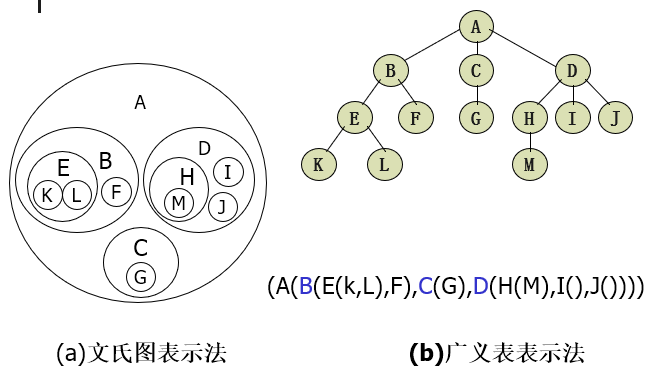 A
B
E
K
L
F
D
H
M
I
J
C
G
(a)文氏图表示法
A
B C D
E F G H I J
K L M
(A(B(E(k,L),F),C(G),D(H(M),I(),J())))
(b)广义表表示法